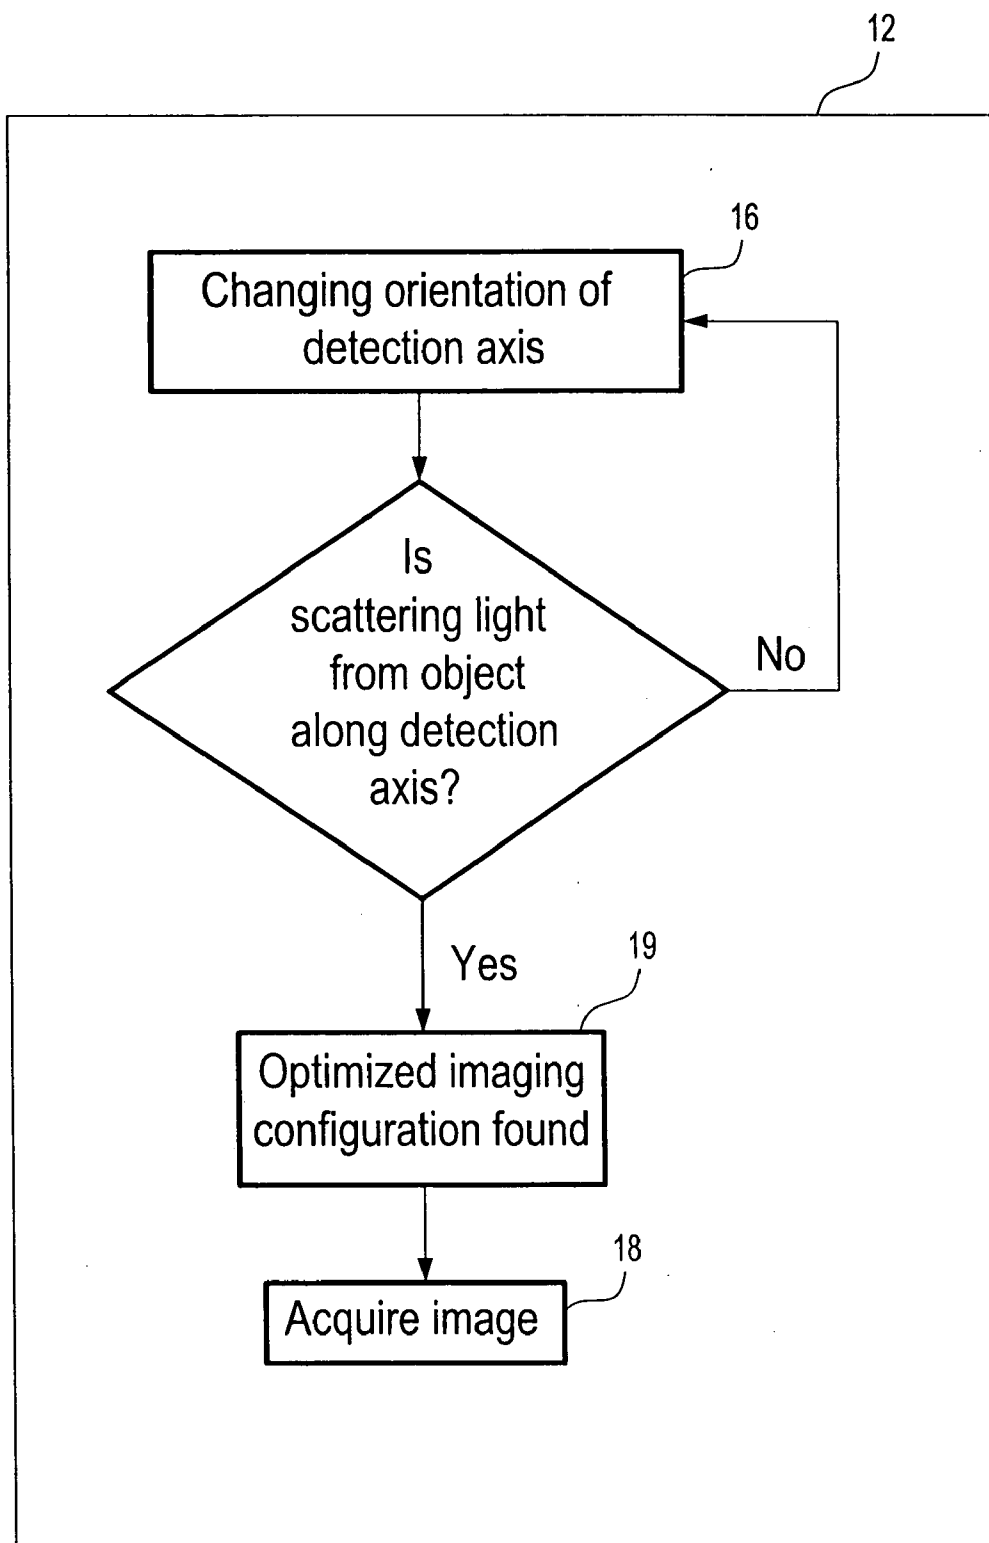 12
16
Changing orientation of
detection axis
Is
scattering light
from object
along detection
axis?
No
Yes
19
Optimized imaging
configuration found
18
Acquire image